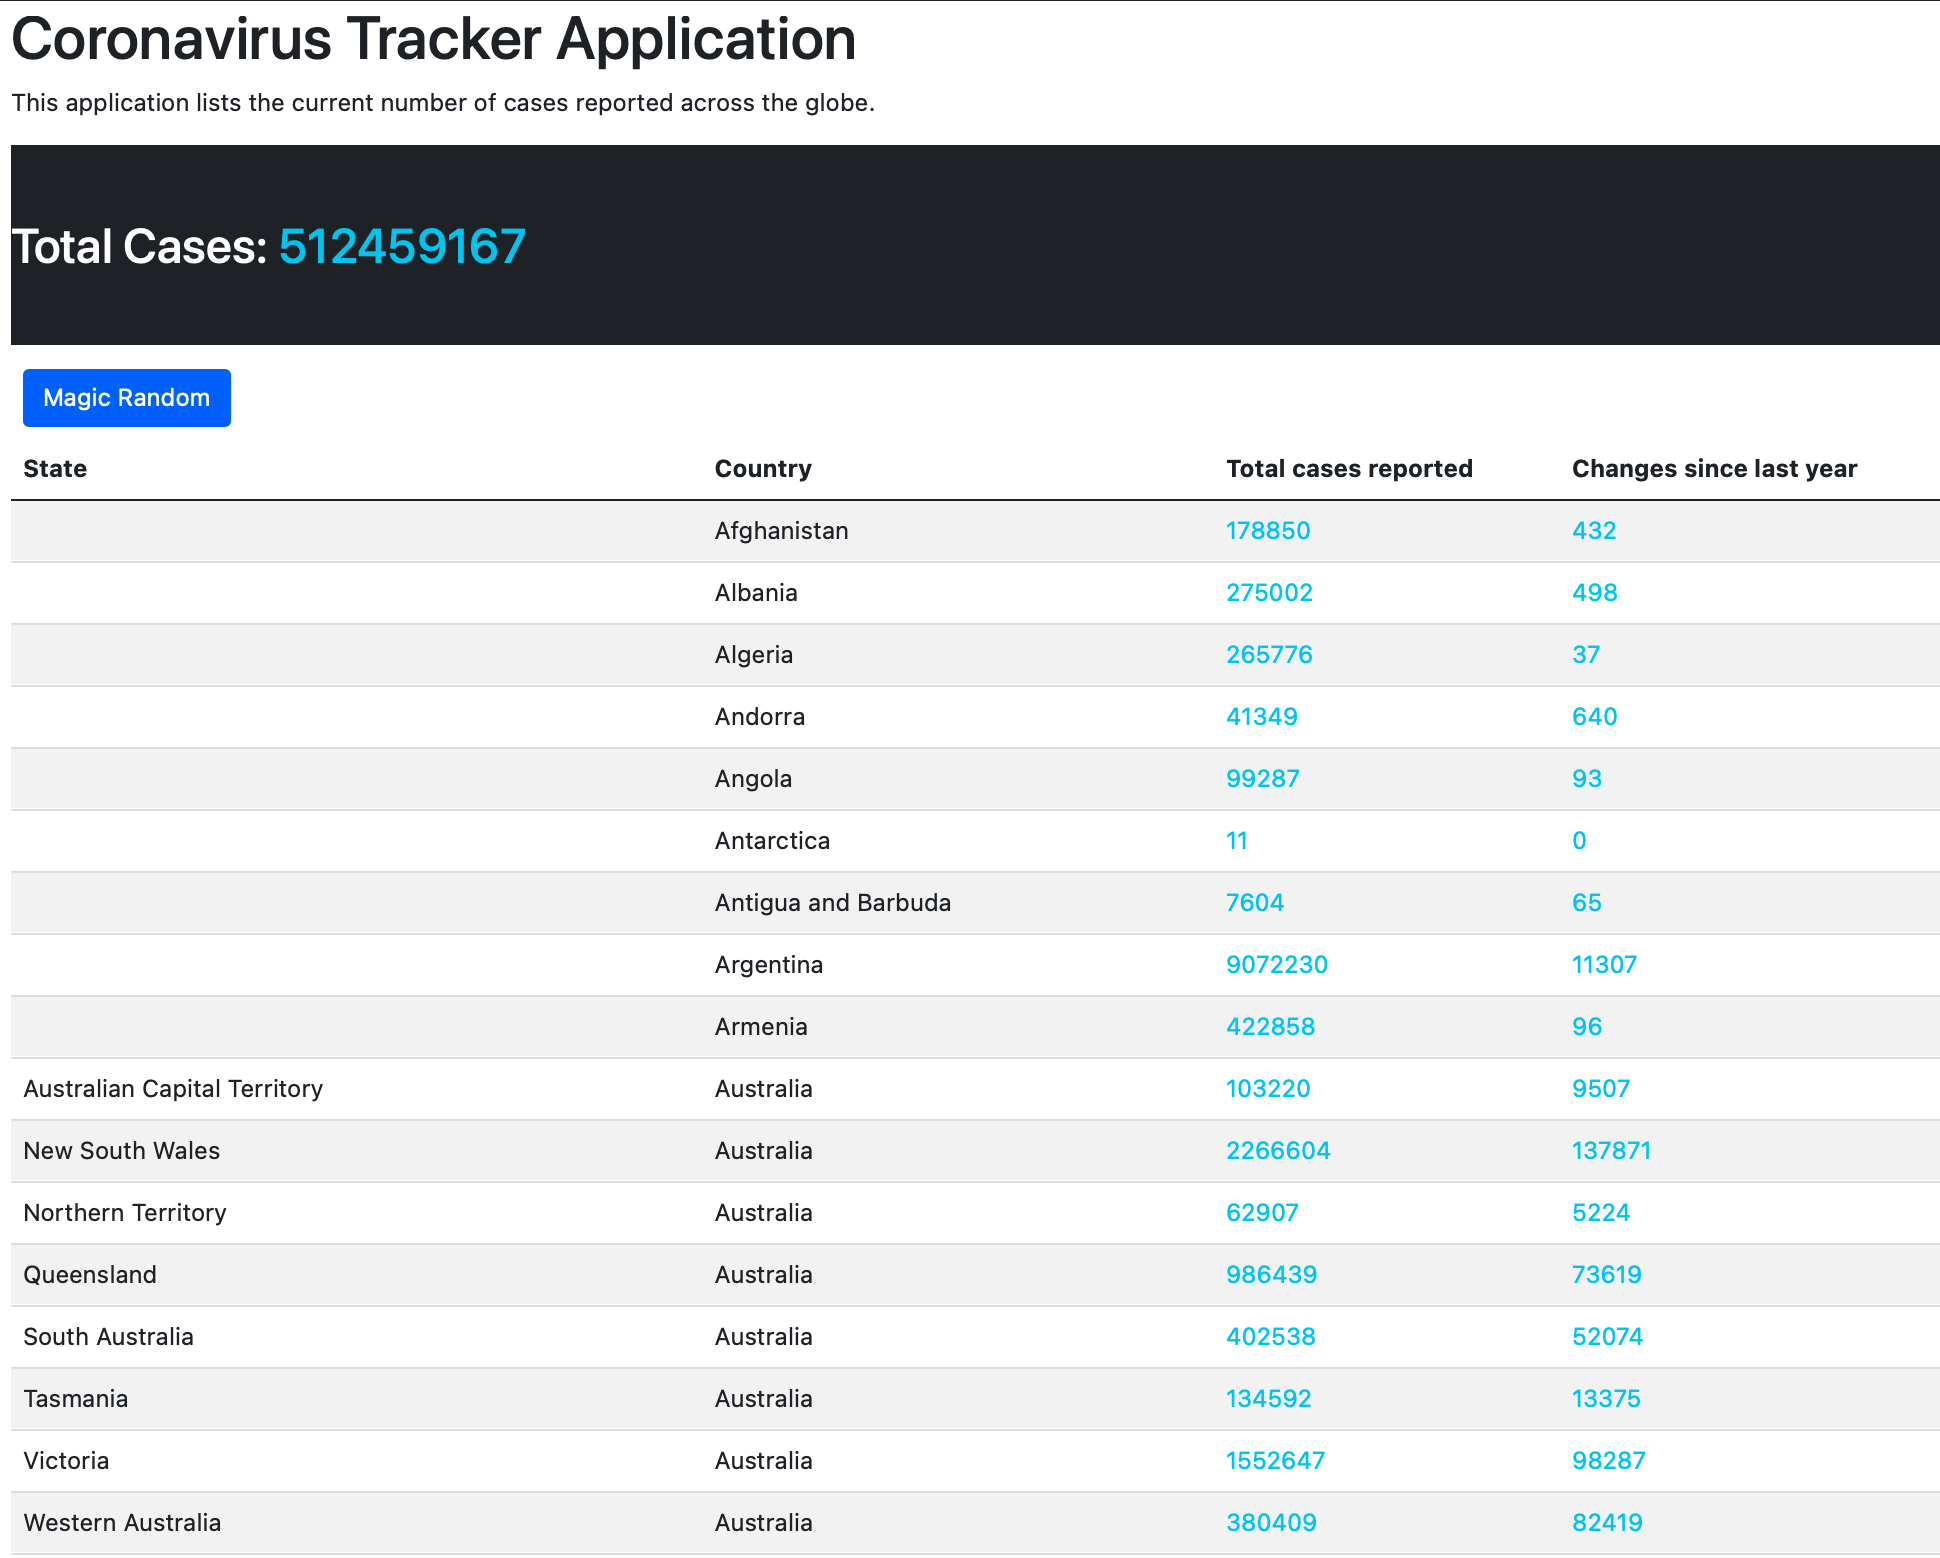 Coronavirus Tracker Application
This application lists the current number of cases reported across the globe.
Total Cases: 512459167
Magic Random
State Country Total cases reported Changes since last year
Afghanistan 178850 432
Albania 275002 498
Algeria 265776 37
Andorra 41349 640
Angola 99287 93
Antarctica 11 0
Antigua and Barbuda 7604 65
Argentina 9072230 11307
Armenia 422858 96
Australian Capital Territory Australia 103220 9507
New South Wales Australia 2266604 137871
Northern Territory Australia 62907 5224
Queensland Australia 986439 73619
South Australia Australia 402538 52074
Tasmania Australia 134592 13375
Victoria Australia 1552647 98287
Western Australia Australia 380409 82419